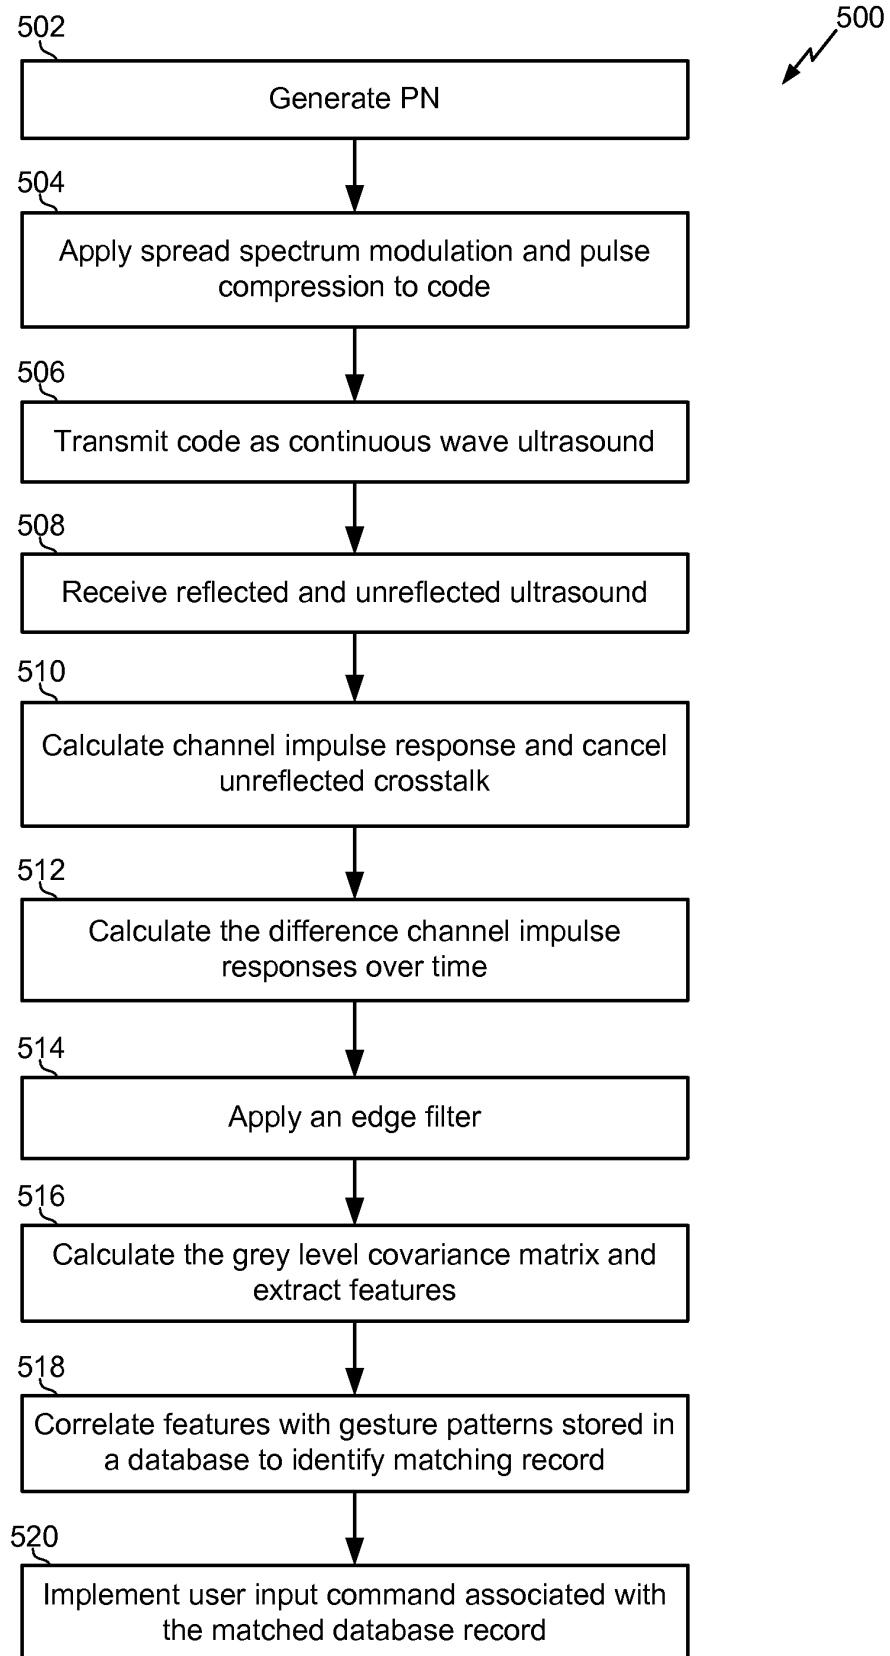 500
502
Generate PN
504
Apply spread spectrum modulation and pulse
compression to code
506
Transmit code as continuous wave ultrasound
508
Receive reflected and unreflected ultrasound
510
Calculate channel impulse response and cancel
unreflected crosstalk
512
Calculate the difference channel impulse
responses over time
514
Apply an edge filter
516
Calculate the grey level covariance matrix and
extract features
518
Correlate features with gesture patterns stored in
a database to identify matching record
520
Implement user input command associated with
the matched database record